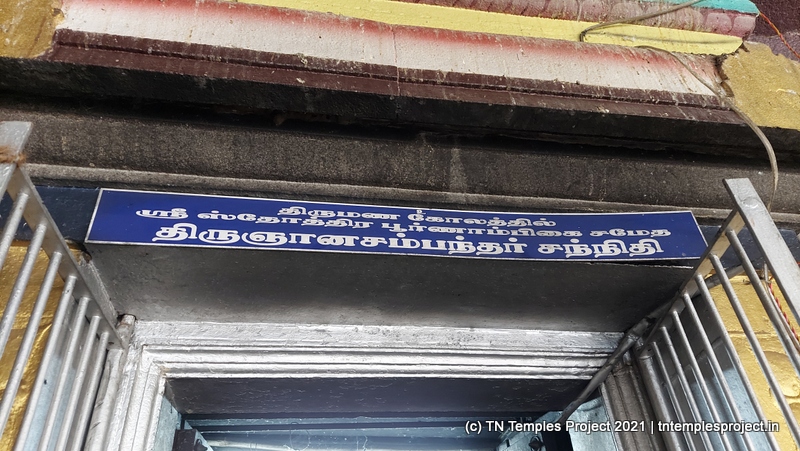 திருமண கோலத்தில்
ஸ்ரீ ஸ்தோத்திர பூர்ணாம்பிகை சமேத
திருஞானசம்பந்தர் சந்நிதி
(c) TN Temples Project 2021 | tntemplesproject.in